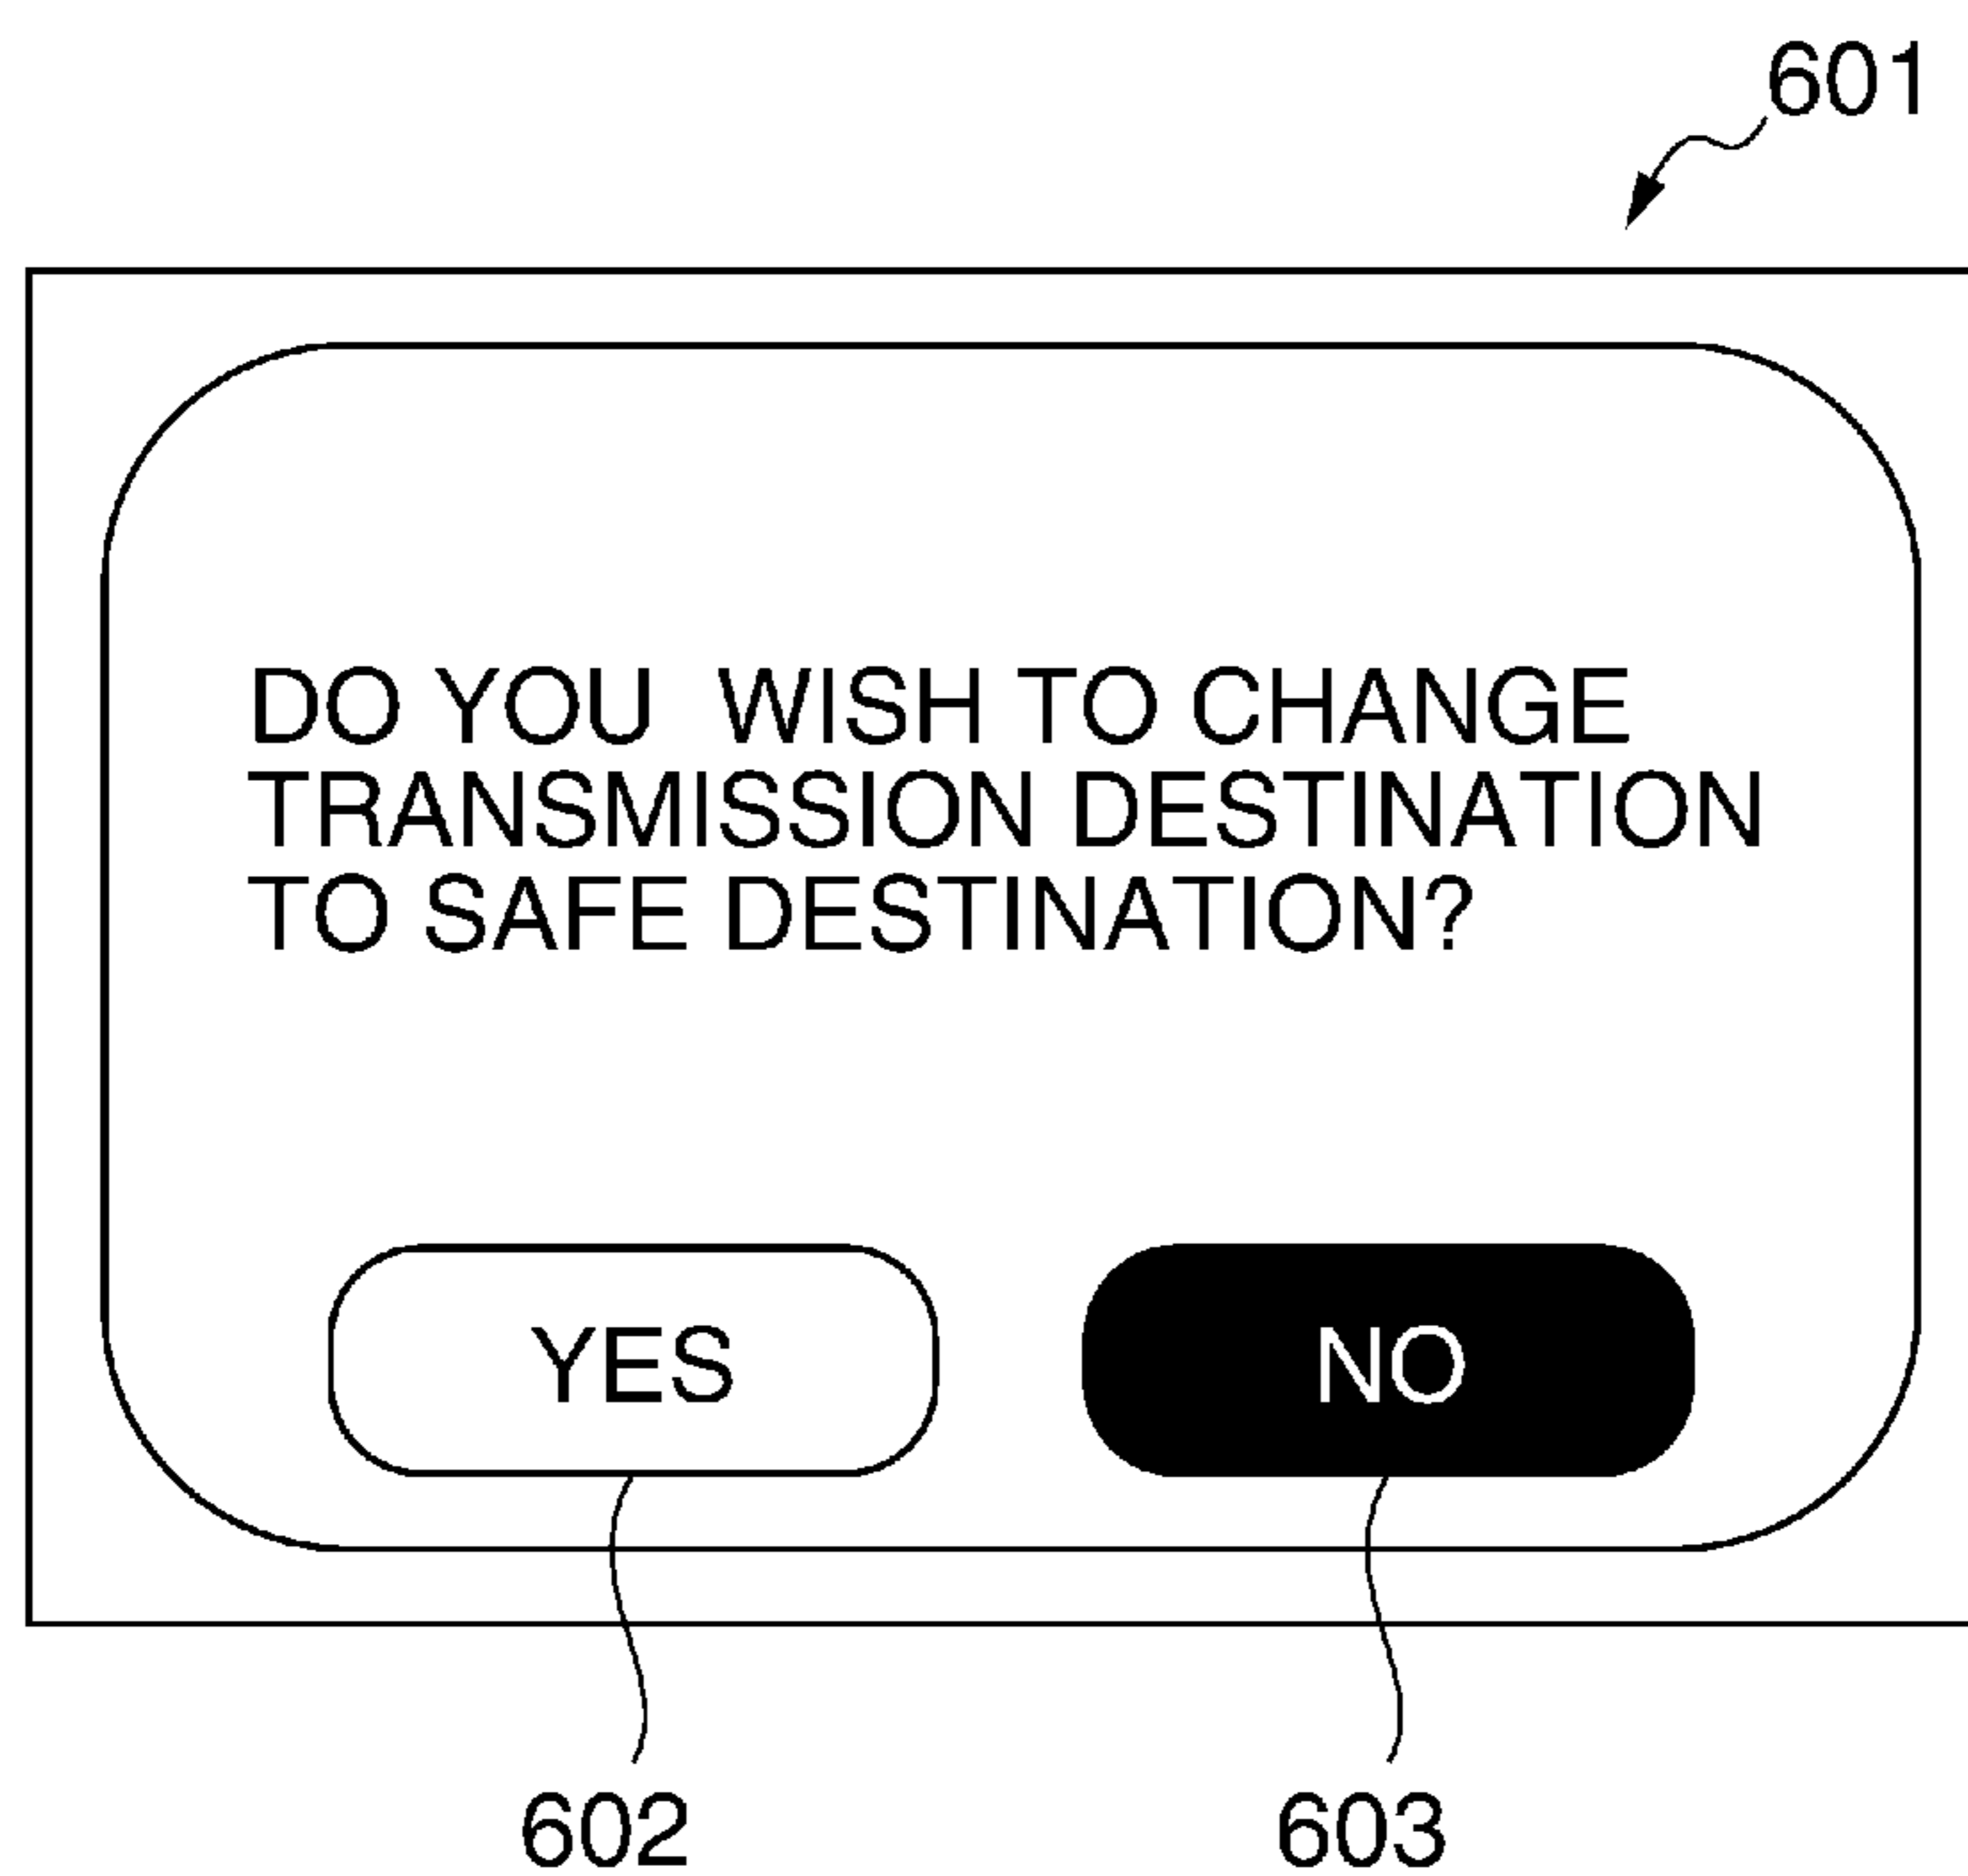 601
DO YOU WISH TO CHANGE
TRANSMISSION DESTINATION
TO SAFE DESTINATION?
YES NO
602 603